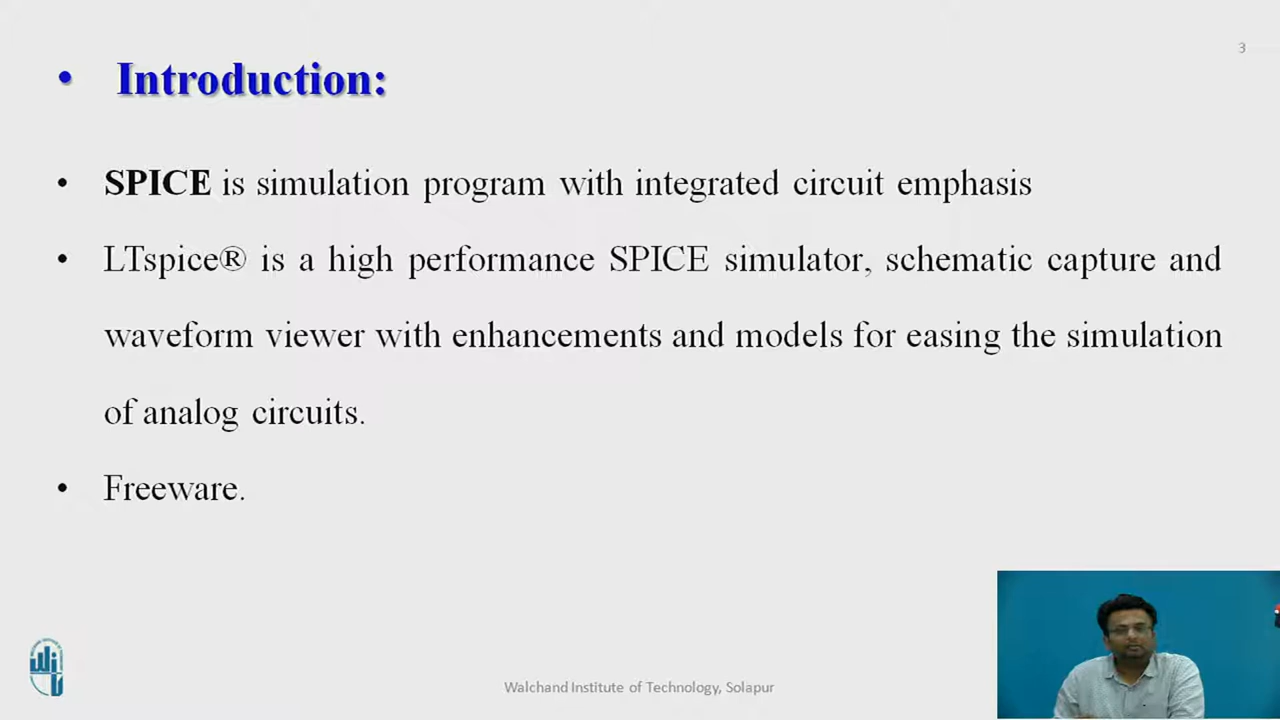 3
• Introduction:
• SPICE is simulation program with integrated circuit emphasis
• LTspice® is a high performance SPICE simulator, schematic capture and
waveform viewer with enhancements and models for easing the simulation
of analog circuits.
• Freeware.
Walchand Institute of Technology, Solapur